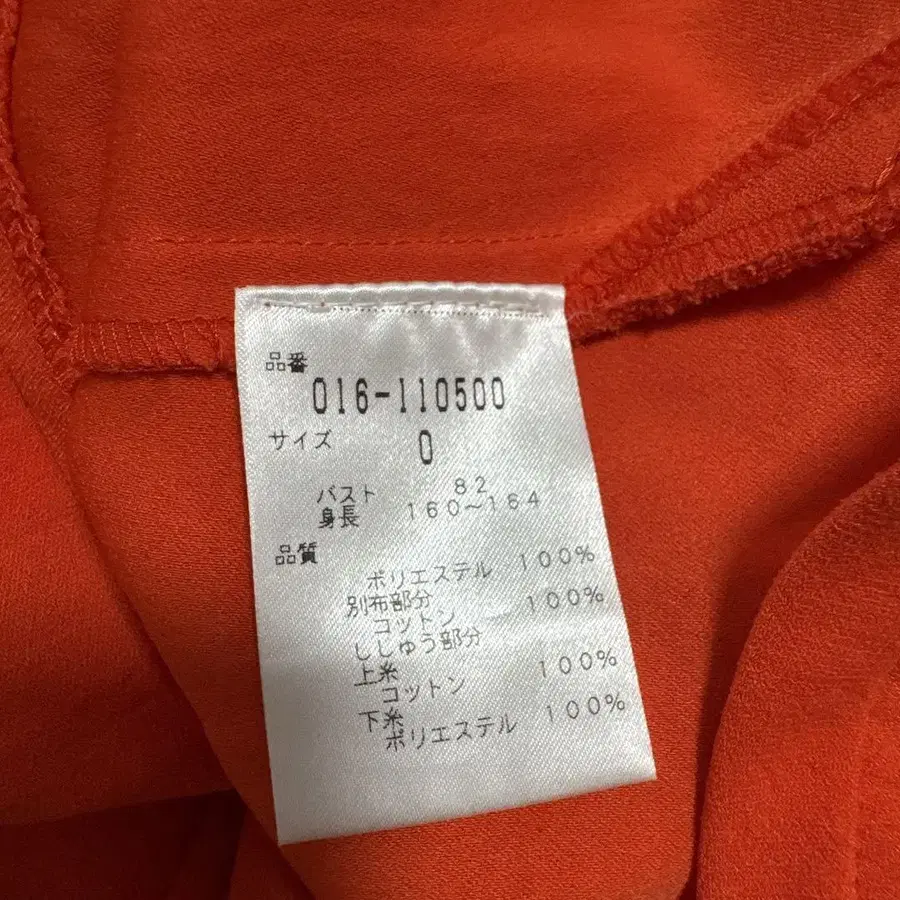 品番
016-110500
サイズ 0
バスト 82
身長 160~164
品質
ポリエステル 100%
別布部分
コットン 100%
ししゅう部分
上糸
コットン 100%
下糸
ポリエステル 100%